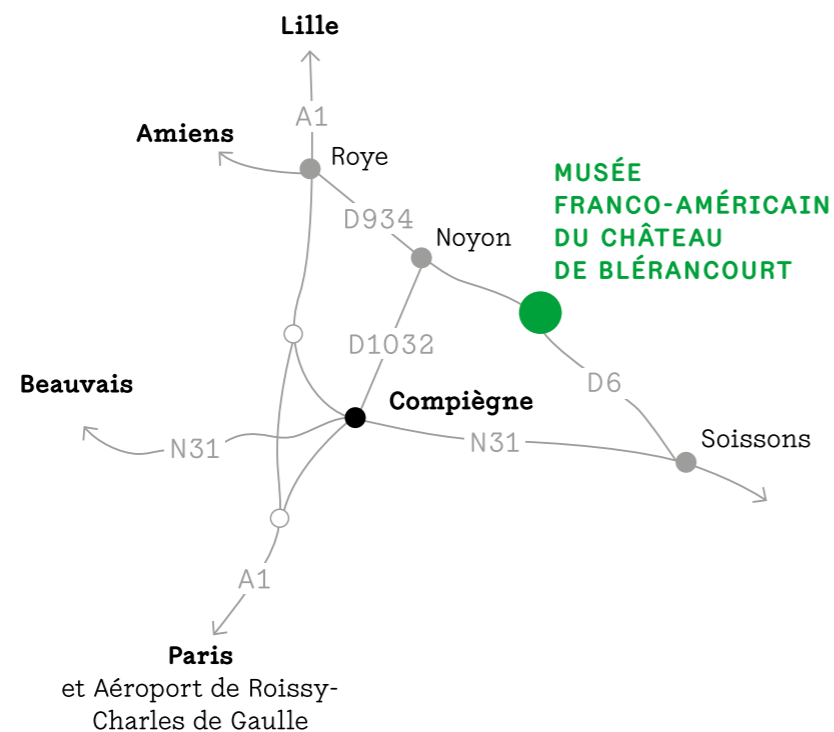 Lille
A1
Amiens
Roye
MUSÉE
FRANCO-AMÉRICAIN
DU CHÂTEAU
DE BLÉRANCOURT
D934
Noyon
D1032
Beauvais
D6
Compiègne
N31
N31
Soissons
A1
Paris
et Aéroport de Roissy-
Charles de Gaulle